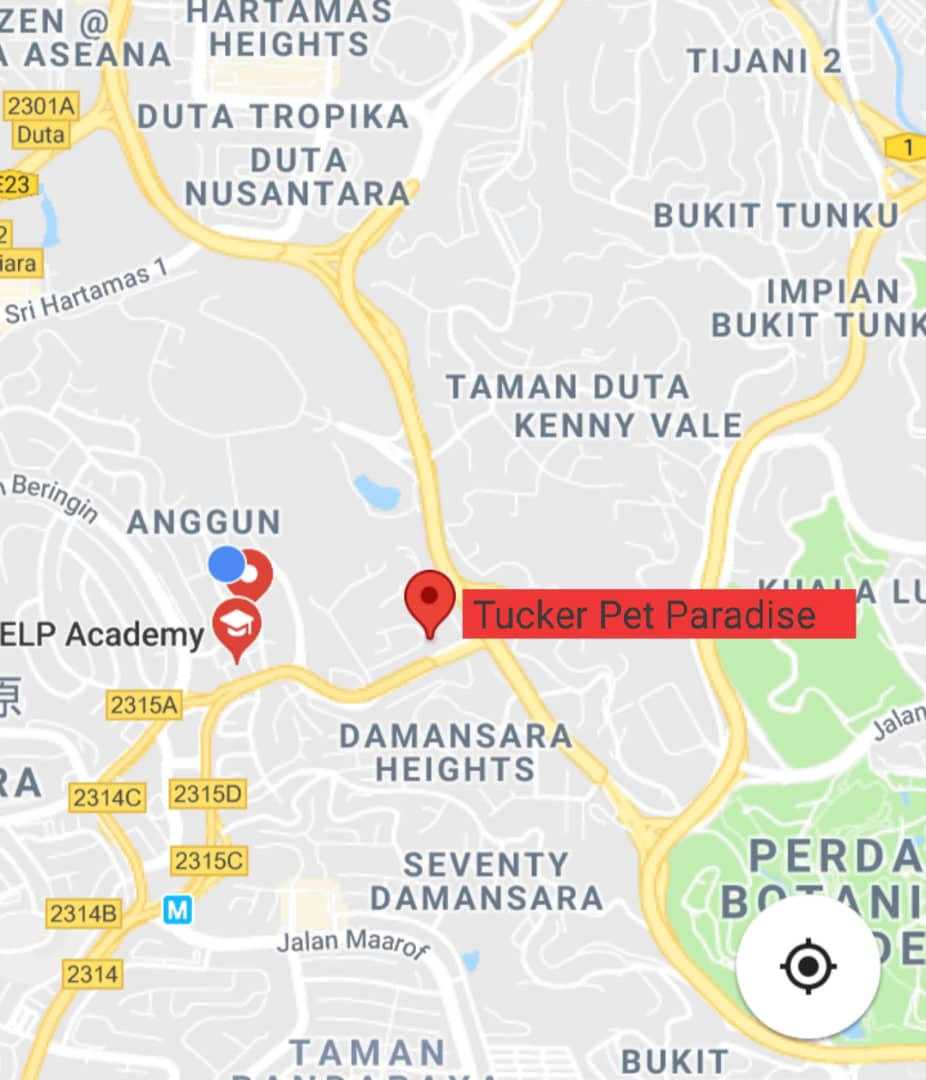 ZEN @
A ASEANA
HARTAMAS
HEIGHTS
TIJANI 2
2301A
Duta
DUTA TROPIKA
DUTA
NUSANTARA
1
E23
2
iara
BUKIT TUNKU
Sri Hartamas 1
IMPIAN
BUKIT TUNK
TAMAN DUTA
KENNY VALE
n Beringin
ANGGUN
KUALA LU
Tucker Pet Paradise
ELP Academy
原
2315A
Jalan
DAMANSARA
HEIGHTS
RA
2314C
2315D
2315C
SEVENTY
DAMANSARA
PERDA
BOTANI
DE
2314B
M
Jalan Maarof
2314
TAMAN
BUKIT